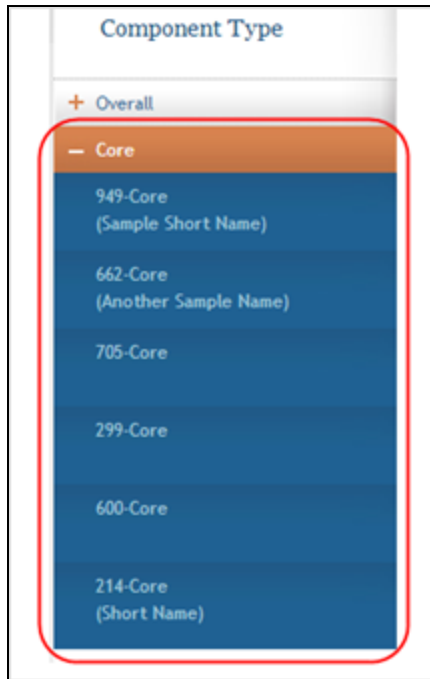 Component Type
+ Overall
– Core
949-Core
(Sample Short Name)
662-Core
(Another Sample Name)
705-Core
299-Core
600-Core
214-Core
(Short Name)